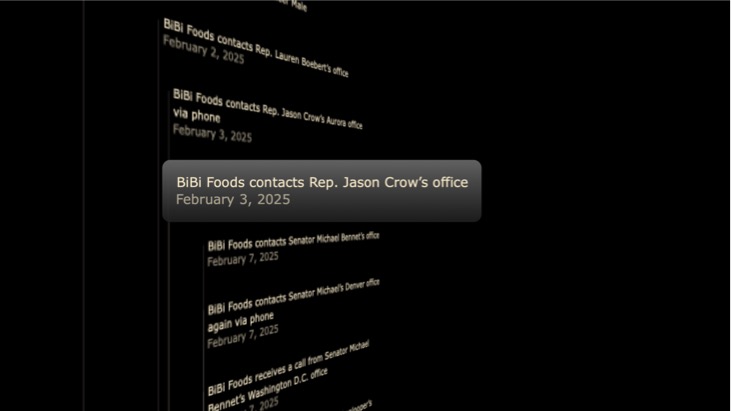 Male
BiBi Foods contacts Rep. Lauren Boebert's office
February 2, 2025
BiBi Foods contacts Rep. Jason Crow's Aurora office
via phone
February 3, 2025
BiBi Foods contacts Rep. Jason Crow's office
February 3, 2025
BiBi Foods contacts Senator Michael Bennet's office
February 7, 2025
BiBi Foods contacts Senator Michael's Denver office
again via phone
February 7, 2025
BiBi Foods receives a call from Senator Michael
Bennet's Washington D.C. office
7, 2025